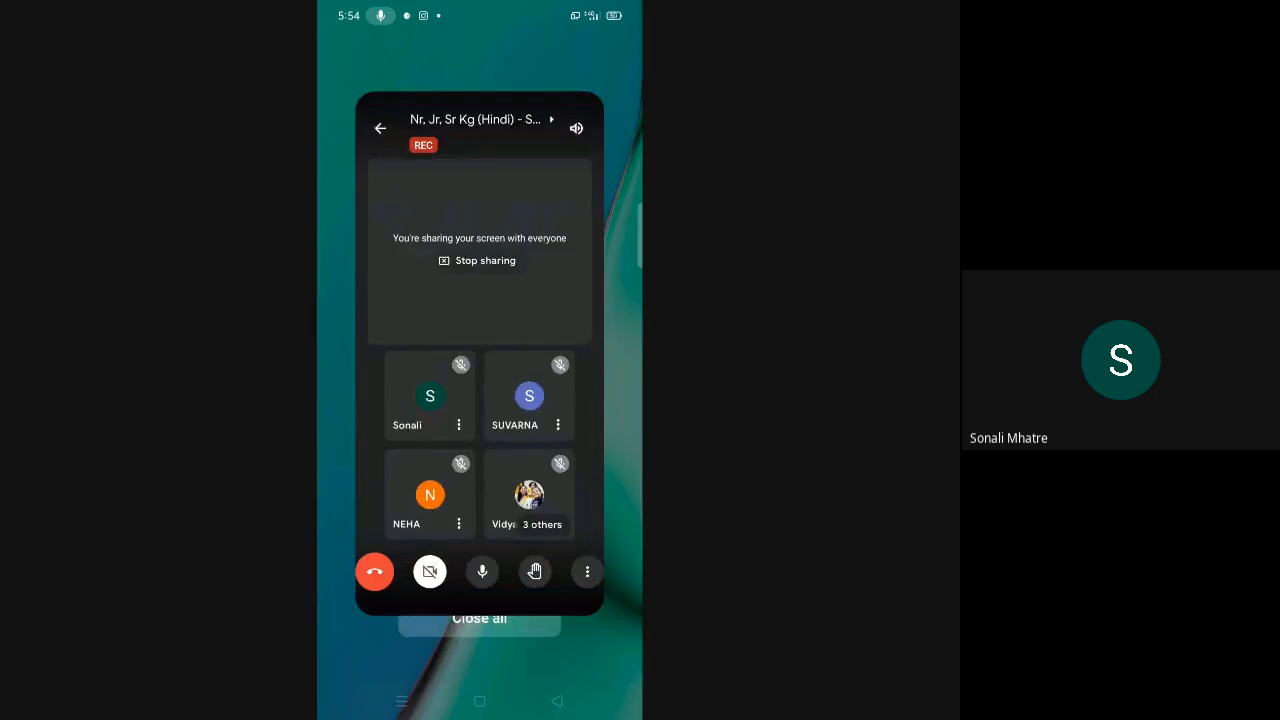 5:54
50
Nr, Jr, Sr Kg (Hindi) - S...
REC
You're sharing your screen with everyone
Stop sharing
S
S
Sonali
SUVARNA
N
NEHA
Vidya
3 others
Close all
S
Sonali Mhatre